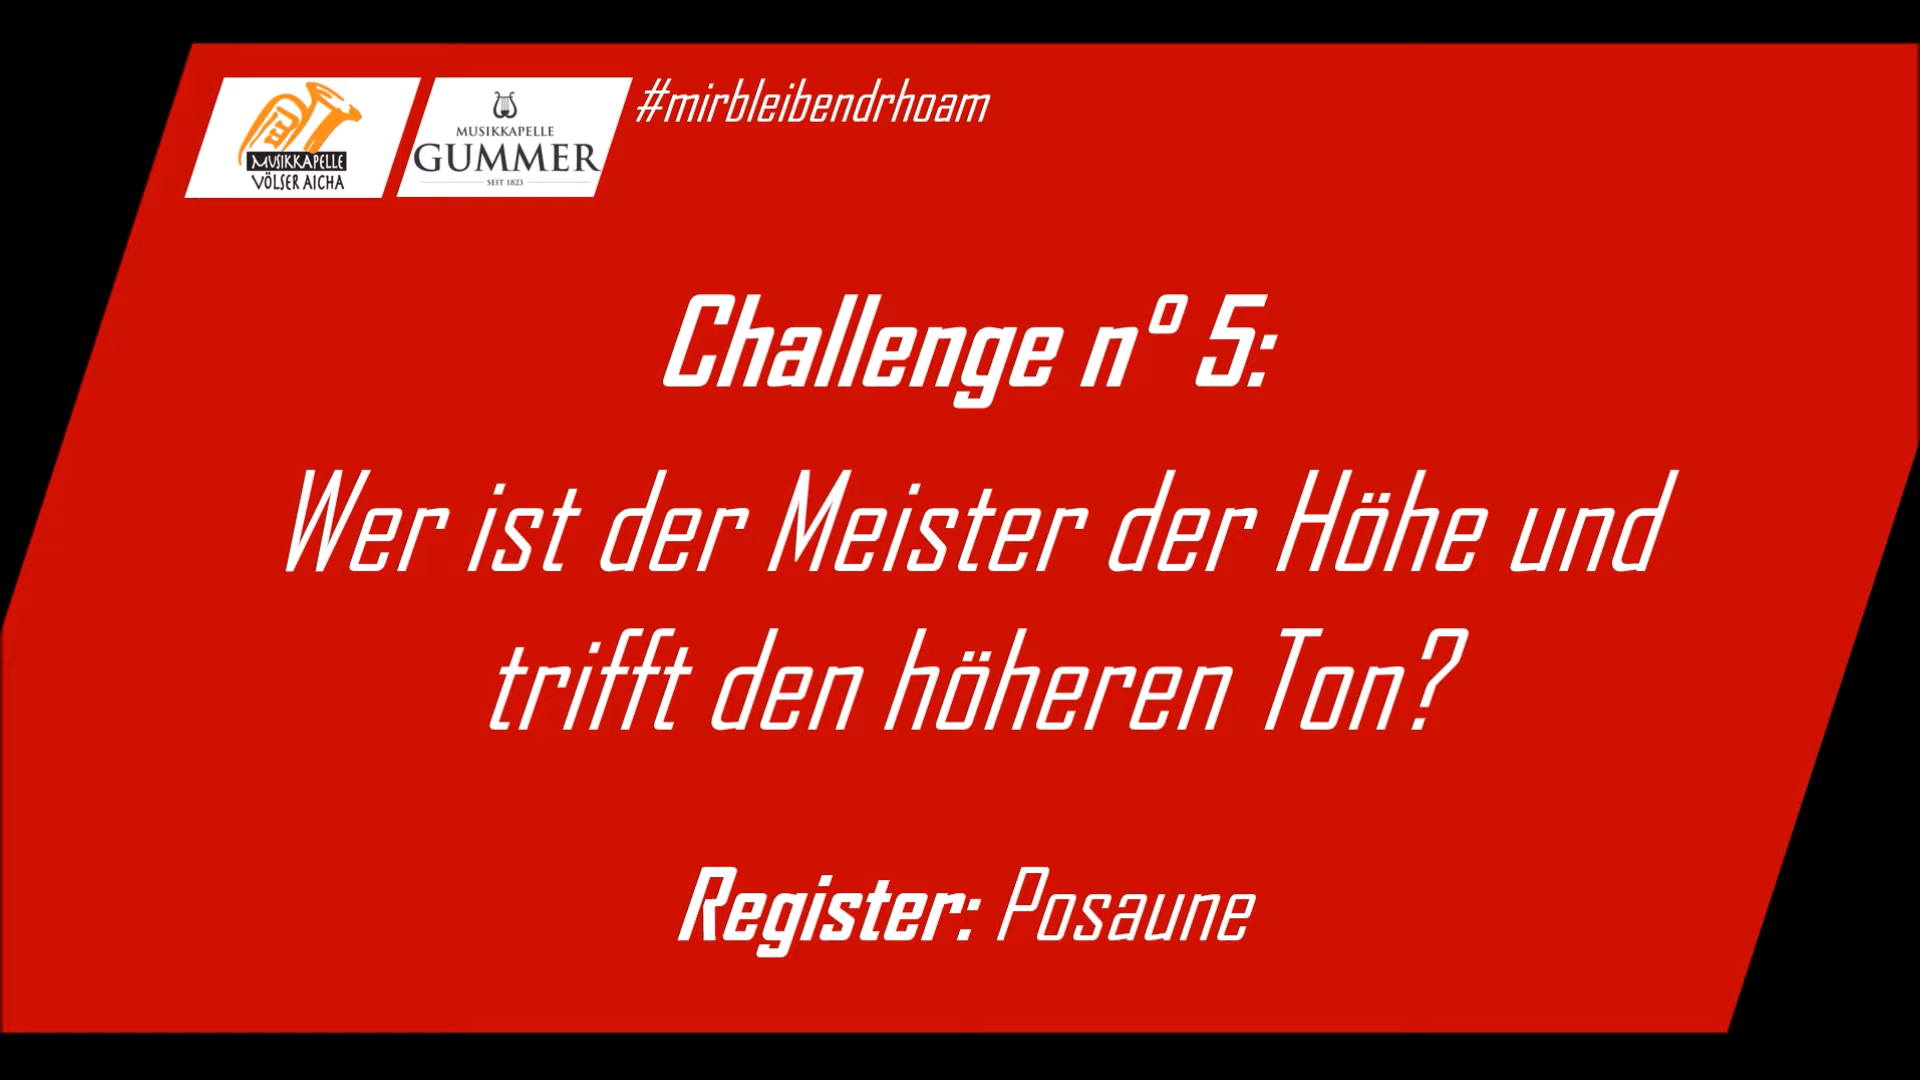 MUSIKKAPELLE
VÖLSER AICHA
MUSIKKAPELLE
GUMMER
SEIT 1823
#mirbleibendrhoam
Challenge n° 5:
Wer ist der Meister der Höhe und
trifft den höheren Ton?
Register: Posaune